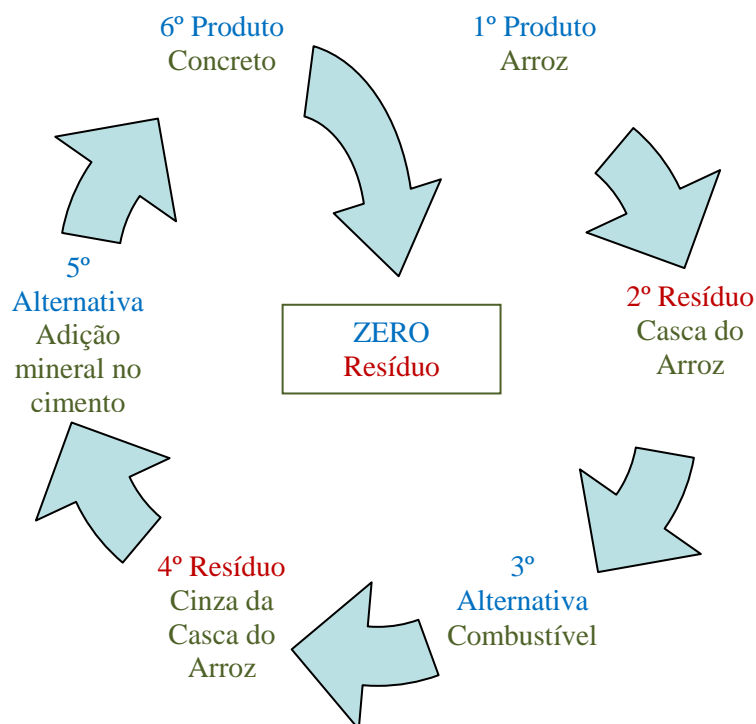 1º Produto
Arroz
2º Resíduo
Casca do
Arroz
3º
Alternativa
Combustível
4º Resíduo
Cinza da
Casca do
Arroz
5º
Alternativa
Adição
mineral no
cimento
6º Produto
Concreto
ZERO
Resíduo